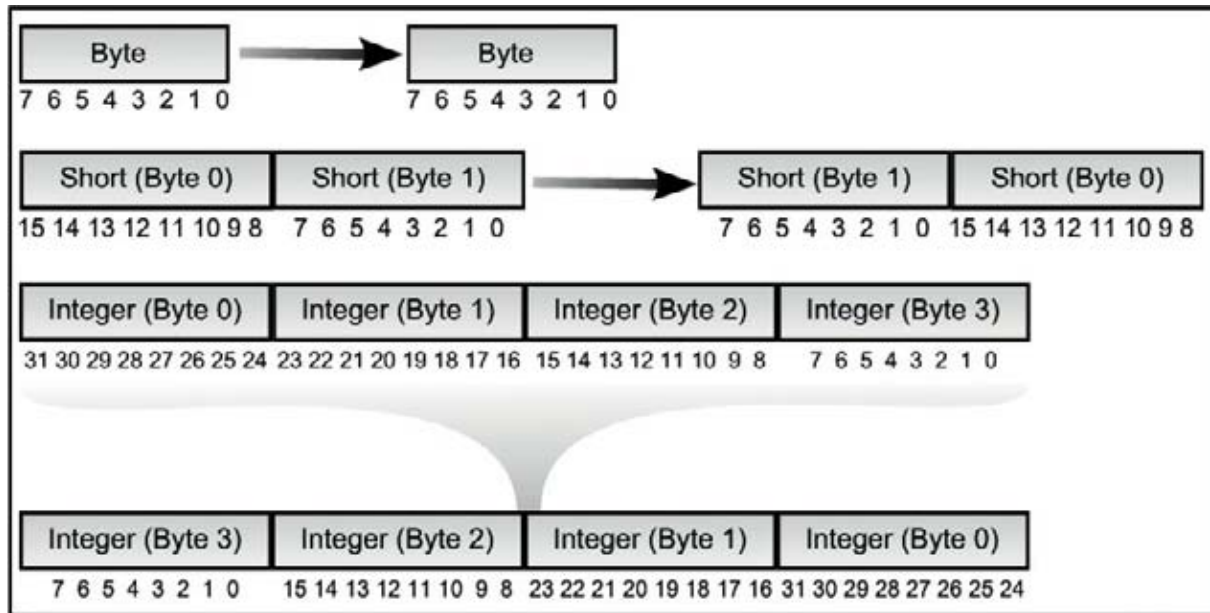 Byte Byte
7 6 5 4 3 2 1 0 7 6 5 4 3 2 1 0
Short (Byte 0) Short (Byte 1) Short (Byte 1) Short (Byte 0)
15 14 13 12 11 10 9 8 7 6 5 4 3 2 1 0 7 6 5 4 3 2 1 0 15 14 13 12 11 10 9 8
Integer (Byte 0) Integer (Byte 1) Integer (Byte 2) Integer (Byte 3)
31 30 29 28 27 26 25 24 23 22 21 20 19 18 17 16 15 14 13 12 11 10 9 8 7 6 5 4 3 2 1 0
Integer (Byte 3) Integer (Byte 2) Integer (Byte 1) Integer (Byte 0)
7 6 5 4 3 2 1 0 15 14 13 12 11 10 9 8 23 22 21 20 19 18 17 16 31 30 29 28 27 26 25 24